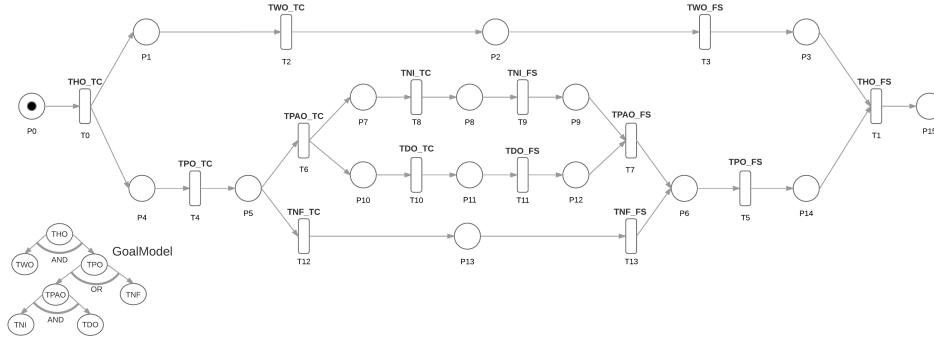 TWO_TC
TWO_FS
P1
T2
P2
T3
P3
THO_TC
TNI_TC
TNI_FS
THO_FS
P0
T0
TPAO_TC
P7
T8
P8
T9
P9
TPAO_FS
T1
P15
TPO_TC
T6
TDO_TC
TDO_FS
T7
TPO_FS
P4
T4
P5
P10
T10
P11
T11
P12
P6
T5
P14
TNF_TC
TNF_FS
T12
P13
T13
GoalModel
THO
AND
TWO
TPO
OR
TPAO
TNF
AND
TNI
TDO